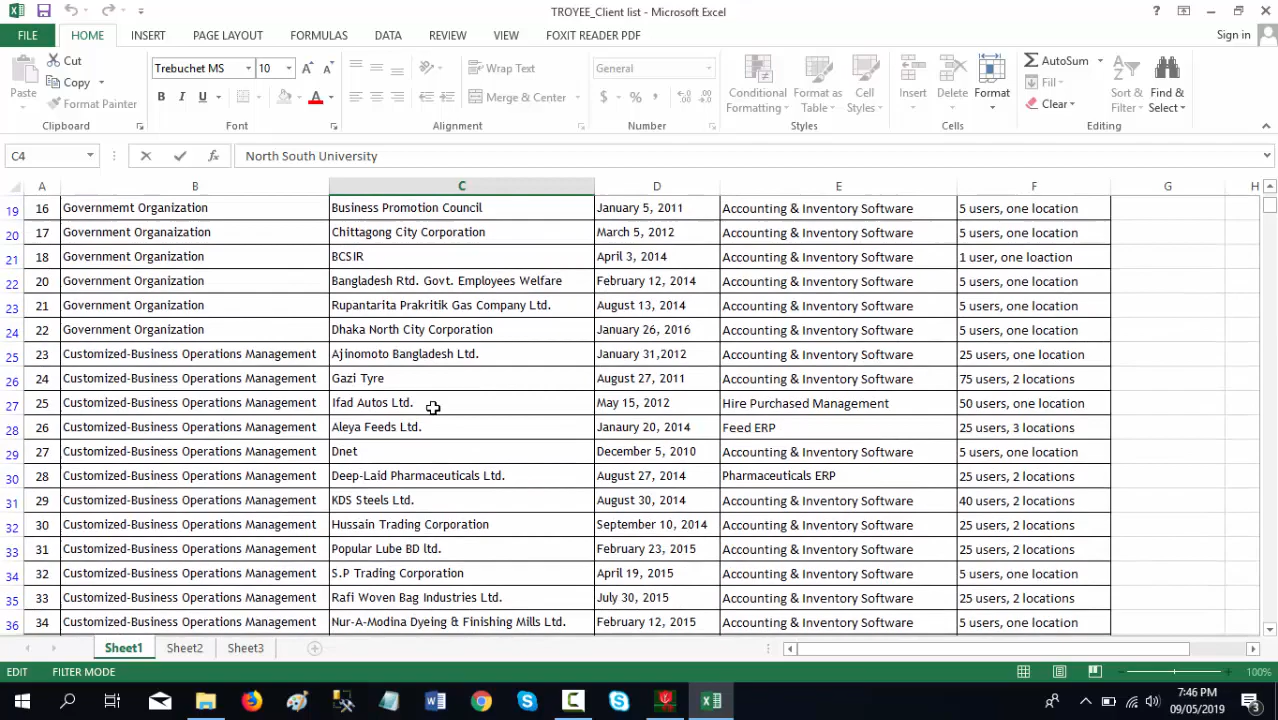 TROYEE_Client list - Microsoft Excel
FILE HOME INSERT PAGE LAYOUT FORMULAS DATA REVIEW VIEW FOXIT READER PDF Sign in
Paste Cut Copy Format Painter Clipboard
Trebuchet MS 10 Font
Wrap Text Merge & Center Alignment
General $ % , Number
Conditional Formatting Format as Table Cell Styles Styles
Insert Delete Format Cells
AutoSum Fill Clear Sort & Filter Find & Select Editing
C4 North South University
A B C D E F G H
19 16 Governmemt Organization Business Promotion Council January 5, 2011 Accounting & Inventory Software 5 users, one location
20 17 Government Organaization Chittagong City Corporation March 5, 2012 Accounting & Inventory Software 5 users, one location
21 18 Government Organization BCSIR April 3, 2014 Accounting & Inventory Software 1 user, one loaction
22 20 Government Organization Bangladesh Rtd. Govt. Employees Welfare February 12, 2014 Accounting & Inventory Software 5 users, one location
23 21 Government Organization Rupantarita Prakritik Gas Company Ltd. August 13, 2014 Accounting & Inventory Software 5 users, one location
24 22 Government Organization Dhaka North City Corporation January 26, 2016 Accounting & Inventory Software 5 users, one location
25 23 Customized-Business Operations Management Ajinomoto Bangladesh Ltd. January 31,2012 Accounting & Inventory Software 25 users, one location
26 24 Customized-Business Operations Management Gazi Tyre August 27, 2011 Accounting & Inventory Software 75 users, 2 locations
27 25 Customized-Business Operations Management Ifad Autos Ltd. May 15, 2012 Hire Purchased Management 50 users, one location
28 26 Customized-Business Operations Management Aleya Feeds Ltd. Janaury 20, 2014 Feed ERP 25 users, 3 locations
29 27 Customized-Business Operations Management Dnet December 5, 2010 Accounting & Inventory Software 5 users, one location
30 28 Customized-Business Operations Management Deep-Laid Pharmaceuticals Ltd. August 27, 2014 Pharmaceuticals ERP 25 users, 2 locations
31 29 Customized-Business Operations Management KDS Steels Ltd. August 30, 2014 Accounting & Inventory Software 40 users, 2 locations
32 30 Customized-Business Operations Management Hussain Trading Corporation September 10, 2014 Accounting & Inventory Software 25 users, 2 locations
33 31 Customized-Business Operations Management Popular Lube BD ltd. February 23, 2015 Accounting & Inventory Software 25 users, 2 locations
34 32 Customized-Business Operations Management S.P Trading Corporation April 19, 2015 Accounting & Inventory Software 5 users, one location
35 33 Customized-Business Operations Management Rafi Woven Bag Industries Ltd. July 30, 2015 Accounting & Inventory Software 25 users, 2 locations
36 34 Customized-Business Operations Management Nur-A-Modina Dyeing & Finishing Mills Ltd. February 12, 2015 Accounting & Inventory Software 5 users, one location
Sheet1 Sheet2 Sheet3
EDIT FILTER MODE 100%
7:46 PM
09/05/2019
3